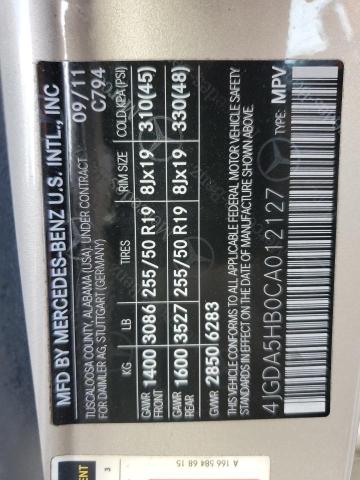 MFD BY MERCEDES-BENZ U.S. INTL., INC
TUSCALOOSA COUNTY, ALABAMA (USA) UNDER CONTRACT
FOR DAIMLER AG, STUTTGART (GERMANY)
09/11
C794
KG LB TIRES RIM SIZE COLD KPA (PSI)
GAWR FRONT 1400 3086 255/50 R19 8Jx19 310(45)
GAWR REAR 1600 3527 255/50 R19 8Jx19 330(48)
GVWR 2850 6283
THIS VEHICLE CONFORMS TO ALL APPLICABLE FEDERAL MOTOR VEHICLE SAFETY
STANDARDS IN EFFECT ON THE DATE OF MANUFACTURE SHOWN ABOVE.
4JGDA5HB0CA012127 TYPE: MPV
A 166 584 68 15
3